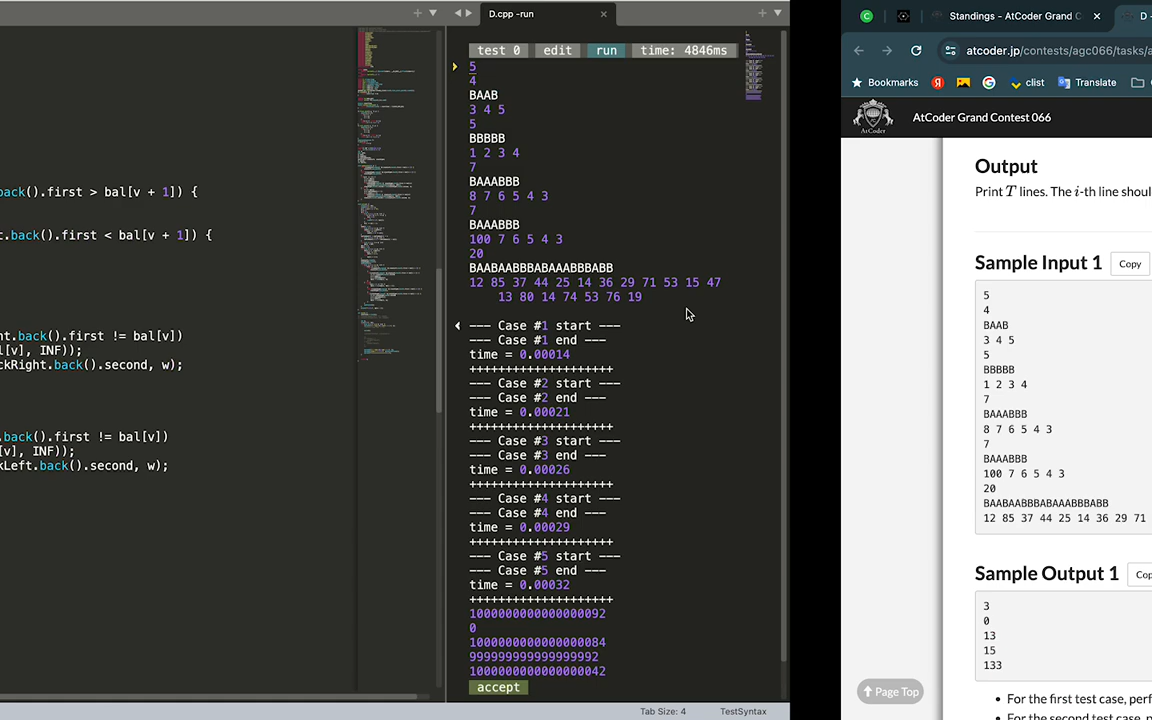 back().first > bal[v + 1]) {
t.back().first < bal[v + 1]) {
ht.back().first != bal[v])
l[v], INF));
ckRight.back().second, w);
.back().first != bal[v])
[v], INF));
kLeft.back().second, w);
D.cpp -run
test 0 edit run time: 4846ms
5
4
BAAB
3 4 5
5
BBBBB
1 2 3 4
7
BAAABBB
8 7 6 5 4 3
7
BAAABBB
100 7 6 5 4 3
20
BAABAABBBABAAABBBABB
12 85 37 44 25 14 36 29 71 53 15 47
13 80 14 74 53 76 19
--- Case #1 start ---
--- Case #1 end ---
time = 0.00014
++++++++++++++++++++
--- Case #2 start ---
--- Case #2 end ---
time = 0.00021
++++++++++++++++++++
--- Case #3 start ---
--- Case #3 end ---
time = 0.00026
++++++++++++++++++++
--- Case #4 start ---
--- Case #4 end ---
time = 0.00029
++++++++++++++++++++
--- Case #5 start ---
--- Case #5 end ---
time = 0.00032
++++++++++++++++++++
1000000000000000092
0
1000000000000000084
999999999999999992
1000000000000000042
accept
Tab Size: 4 TestSyntax
Standings - AtCoder Grand C
D -
atcoder.jp/contests/agc066/tasks/a
Bookmarks clist Translate
AtCoder Grand Contest 066
Output
Print T lines. The i-th line shoul
Sample Input 1 Copy
5
4
BAAB
3 4 5
5
BBBBB
1 2 3 4
7
BAAABBB
8 7 6 5 4 3
7
BAAABBB
100 7 6 5 4 3
20
BAABAABBBABAAABBBABB
12 85 37 44 25 14 36 29 71
Sample Output 1 Cop
3
0
13
15
133
Page Top
• For the first test case, perf
• For the second test case, n